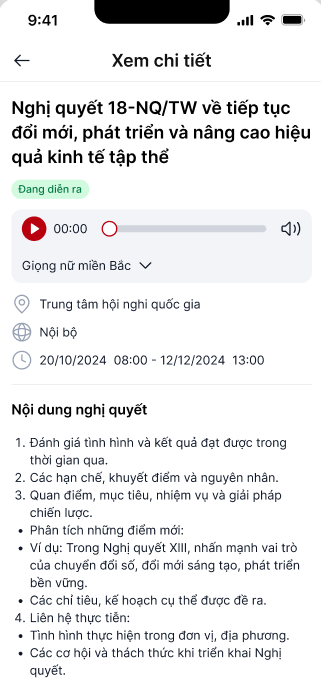 9:41
Xem chi tiết
Nghị quyết 18-NQ/TW về tiếp tục
đổi mới, phát triển và nâng cao hiệu
quả kinh tế tập thể
Đang diễn ra
00:00
Giọng nữ miền Bắc
Trung tâm hội nghi quốc gia
Nội bộ
20/10/2024 08:00 - 12/12/2024 13:00
Nội dung nghị quyết
1. Đánh giá tình hình và kết quả đạt được trong
thời gian qua.
2. Các hạn chế, khuyết điểm và nguyên nhân.
3. Quan điểm, mục tiêu, nhiệm vụ và giải pháp
chiến lược.
• Phân tích những điểm mới:
• Ví dụ: Trong Nghị quyết XIII, nhấn mạnh vai trò
của chuyển đổi số, đổi mới sáng tạo, phát triển
bền vững.
• Các chỉ tiêu, kế hoạch cụ thể được đề ra.
4. Liên hệ thực tiễn:
• Tình hình thực hiện trong đơn vị, địa phương.
• Các cơ hội và thách thức khi triển khai Nghị
quyết.